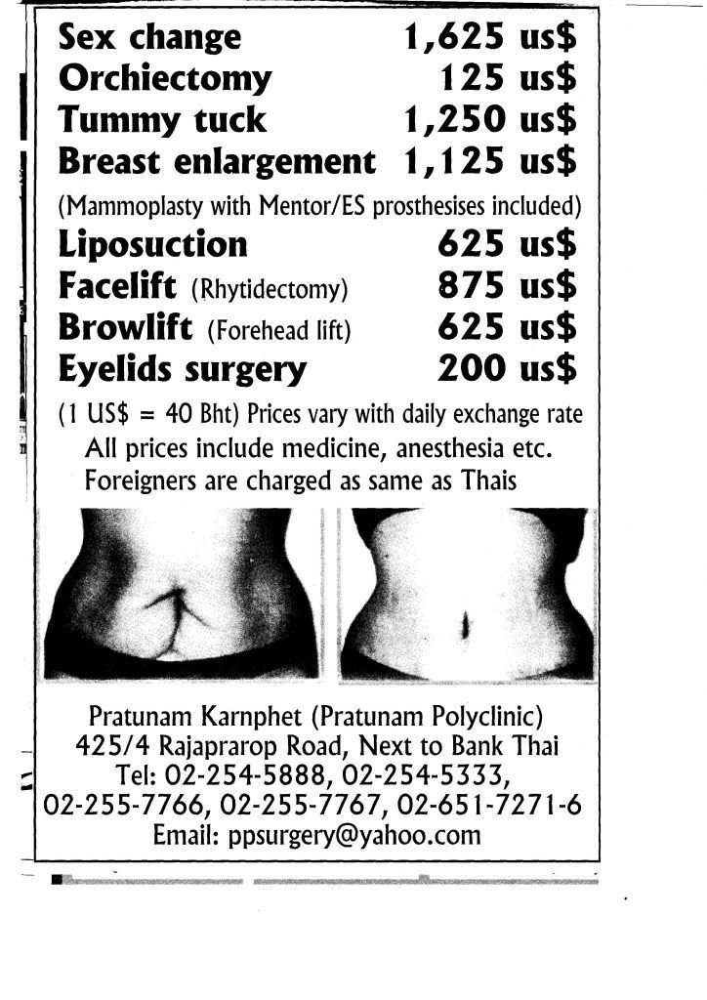 Sex change 1,625 us$
Orchiectomy 125 us$
Tummy tuck 1,250 us$
Breast enlargement 1,125 us$
(Mammoplasty with Mentor/ES prosthesises included)
Liposuction 625 us$
Facelift (Rhytidectomy) 875 us$
Browlift (Forehead lift) 625 us$
Eyelids surgery 200 us$
(1 US$ = 40 Bht) Prices vary with daily exchange rate
All prices include medicine, anesthesia etc.
Foreigners are charged as same as Thais
Pratunam Karnphet (Pratunam Polyclinic)
425/4 Rajaprarop Road, Next to Bank Thai
Tel: 02-254-5888, 02-254-5333,
02-255-7766, 02-255-7767, 02-651-7271-6
Email: ppsurgery@yahoo.com